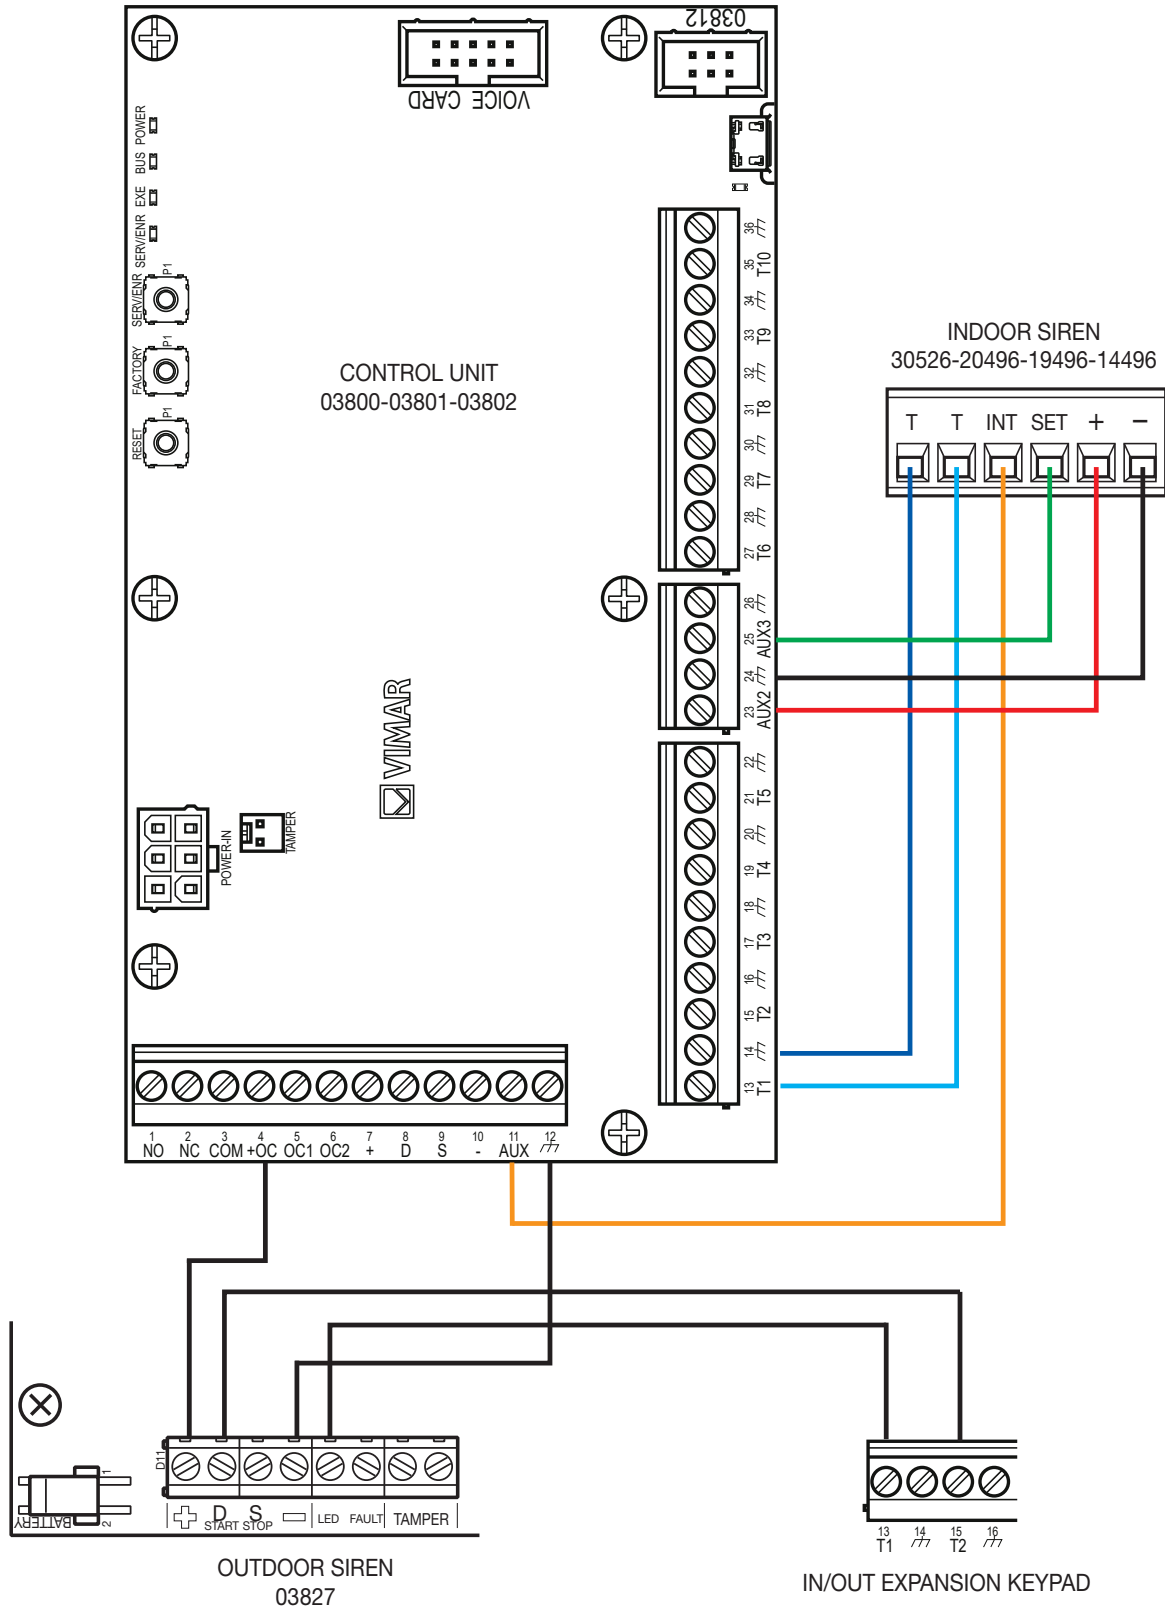 03812
VOICE CARD
POWER
BUS
EXE
SERV/ENR
SERV/ENR
P1
FACTORY
P1
RESET
P1
CONTROL UNIT
03800-03801-03802
36
35 T10
34
33 T9
32
31 T8
30
29 T7
28
27 T6
26
25 AUX3
24
23 AUX2
22
21 T5
20
19 T4
18
17 T3
16
15 T2
14
13 T1
INDOOR SIREN
30526-20496-19496-14496
T T INT SET + −
VIMAR
POWER-IN
TAMPER
1 2 3 4 5 6 7 8 9 10 11 12
NO NC COM +OC OC1 OC2 + D S - AUX
D11
BATTERY
1
2
D S
START STOP
LED FAULT TAMPER
OUTDOOR SIREN
03827
13 14 15 16
T1 T2
IN/OUT EXPANSION KEYPAD